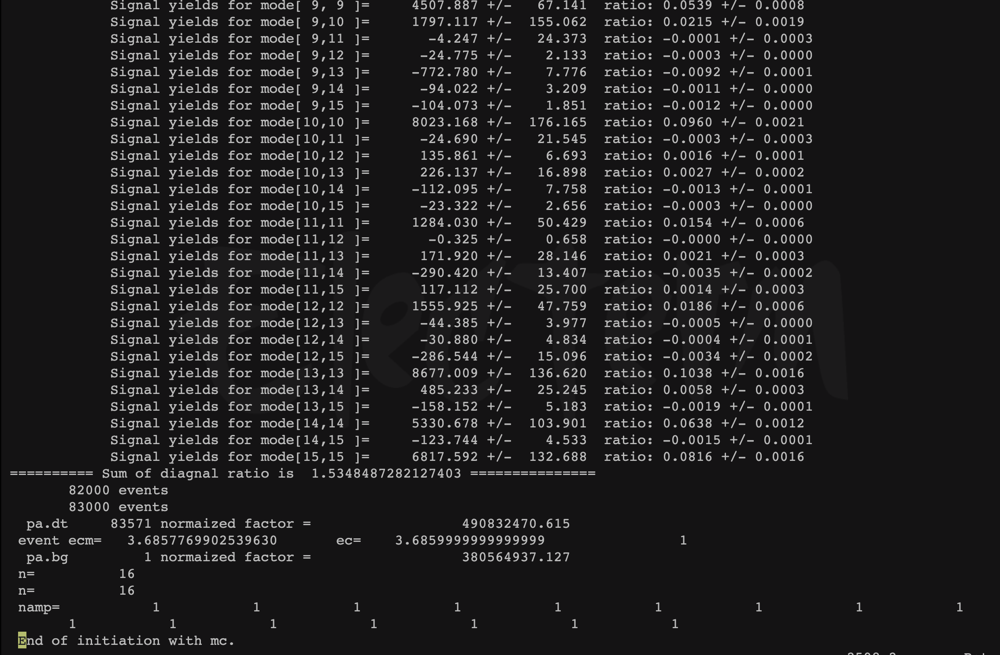 Signal yields for mode[ 9, 9 ]= 4507.887 +/- 67.141 ratio: 0.0539 +/- 0.0008
Signal yields for mode[ 9,10 ]= 1797.117 +/- 155.062 ratio: 0.0215 +/- 0.0019
Signal yields for mode[ 9,11 ]= -4.247 +/- 24.373 ratio: -0.0001 +/- 0.0003
Signal yields for mode[ 9,12 ]= -24.775 +/- 2.133 ratio: -0.0003 +/- 0.0000
Signal yields for mode[ 9,13 ]= -772.780 +/- 7.776 ratio: -0.0092 +/- 0.0001
Signal yields for mode[ 9,14 ]= -94.022 +/- 3.209 ratio: -0.0011 +/- 0.0000
Signal yields for mode[ 9,15 ]= -104.073 +/- 1.851 ratio: -0.0012 +/- 0.0000
Signal yields for mode[10,10 ]= 8023.168 +/- 176.165 ratio: 0.0960 +/- 0.0021
Signal yields for mode[10,11 ]= -24.690 +/- 21.545 ratio: -0.0003 +/- 0.0003
Signal yields for mode[10,12 ]= 135.861 +/- 6.693 ratio: 0.0016 +/- 0.0001
Signal yields for mode[10,13 ]= 226.137 +/- 16.898 ratio: 0.0027 +/- 0.0002
Signal yields for mode[10,14 ]= -112.095 +/- 7.758 ratio: -0.0013 +/- 0.0001
Signal yields for mode[10,15 ]= -23.322 +/- 2.656 ratio: -0.0003 +/- 0.0000
Signal yields for mode[11,11 ]= 1284.030 +/- 50.429 ratio: 0.0154 +/- 0.0006
Signal yields for mode[11,12 ]= -0.325 +/- 0.658 ratio: -0.0000 +/- 0.0000
Signal yields for mode[11,13 ]= 171.920 +/- 28.146 ratio: 0.0021 +/- 0.0003
Signal yields for mode[11,14 ]= -290.420 +/- 13.407 ratio: -0.0035 +/- 0.0002
Signal yields for mode[11,15 ]= 117.112 +/- 25.700 ratio: 0.0014 +/- 0.0003
Signal yields for mode[12,12 ]= 1555.925 +/- 47.759 ratio: 0.0186 +/- 0.0006
Signal yields for mode[12,13 ]= -44.385 +/- 3.977 ratio: -0.0005 +/- 0.0000
Signal yields for mode[12,14 ]= -30.880 +/- 4.834 ratio: -0.0004 +/- 0.0001
Signal yields for mode[12,15 ]= -286.544 +/- 15.096 ratio: -0.0034 +/- 0.0002
Signal yields for mode[13,13 ]= 8677.009 +/- 136.620 ratio: 0.1038 +/- 0.0016
Signal yields for mode[13,14 ]= 485.233 +/- 25.245 ratio: 0.0058 +/- 0.0003
Signal yields for mode[13,15 ]= -158.152 +/- 5.183 ratio: -0.0019 +/- 0.0001
Signal yields for mode[14,14 ]= 5330.678 +/- 103.901 ratio: 0.0638 +/- 0.0012
Signal yields for mode[14,15 ]= -123.744 +/- 4.533 ratio: -0.0015 +/- 0.0001
Signal yields for mode[15,15 ]= 6817.592 +/- 132.688 ratio: 0.0816 +/- 0.0016
========== Sum of diagnal ratio is 1.5348487282127403 ===============
82000 events
83000 events
pa.dt 83571 normaized factor = 490832470.615
event ecm= 3.6857769902539630 ec= 3.6859999999999999 1
pa.bg 1 normaized factor = 380564937.127
n= 16
n= 16
namp= 1 1 1 1 1 1 1 1 1
1 1 1 1 1 1 1
End of initiation with mc.
ElecTerm